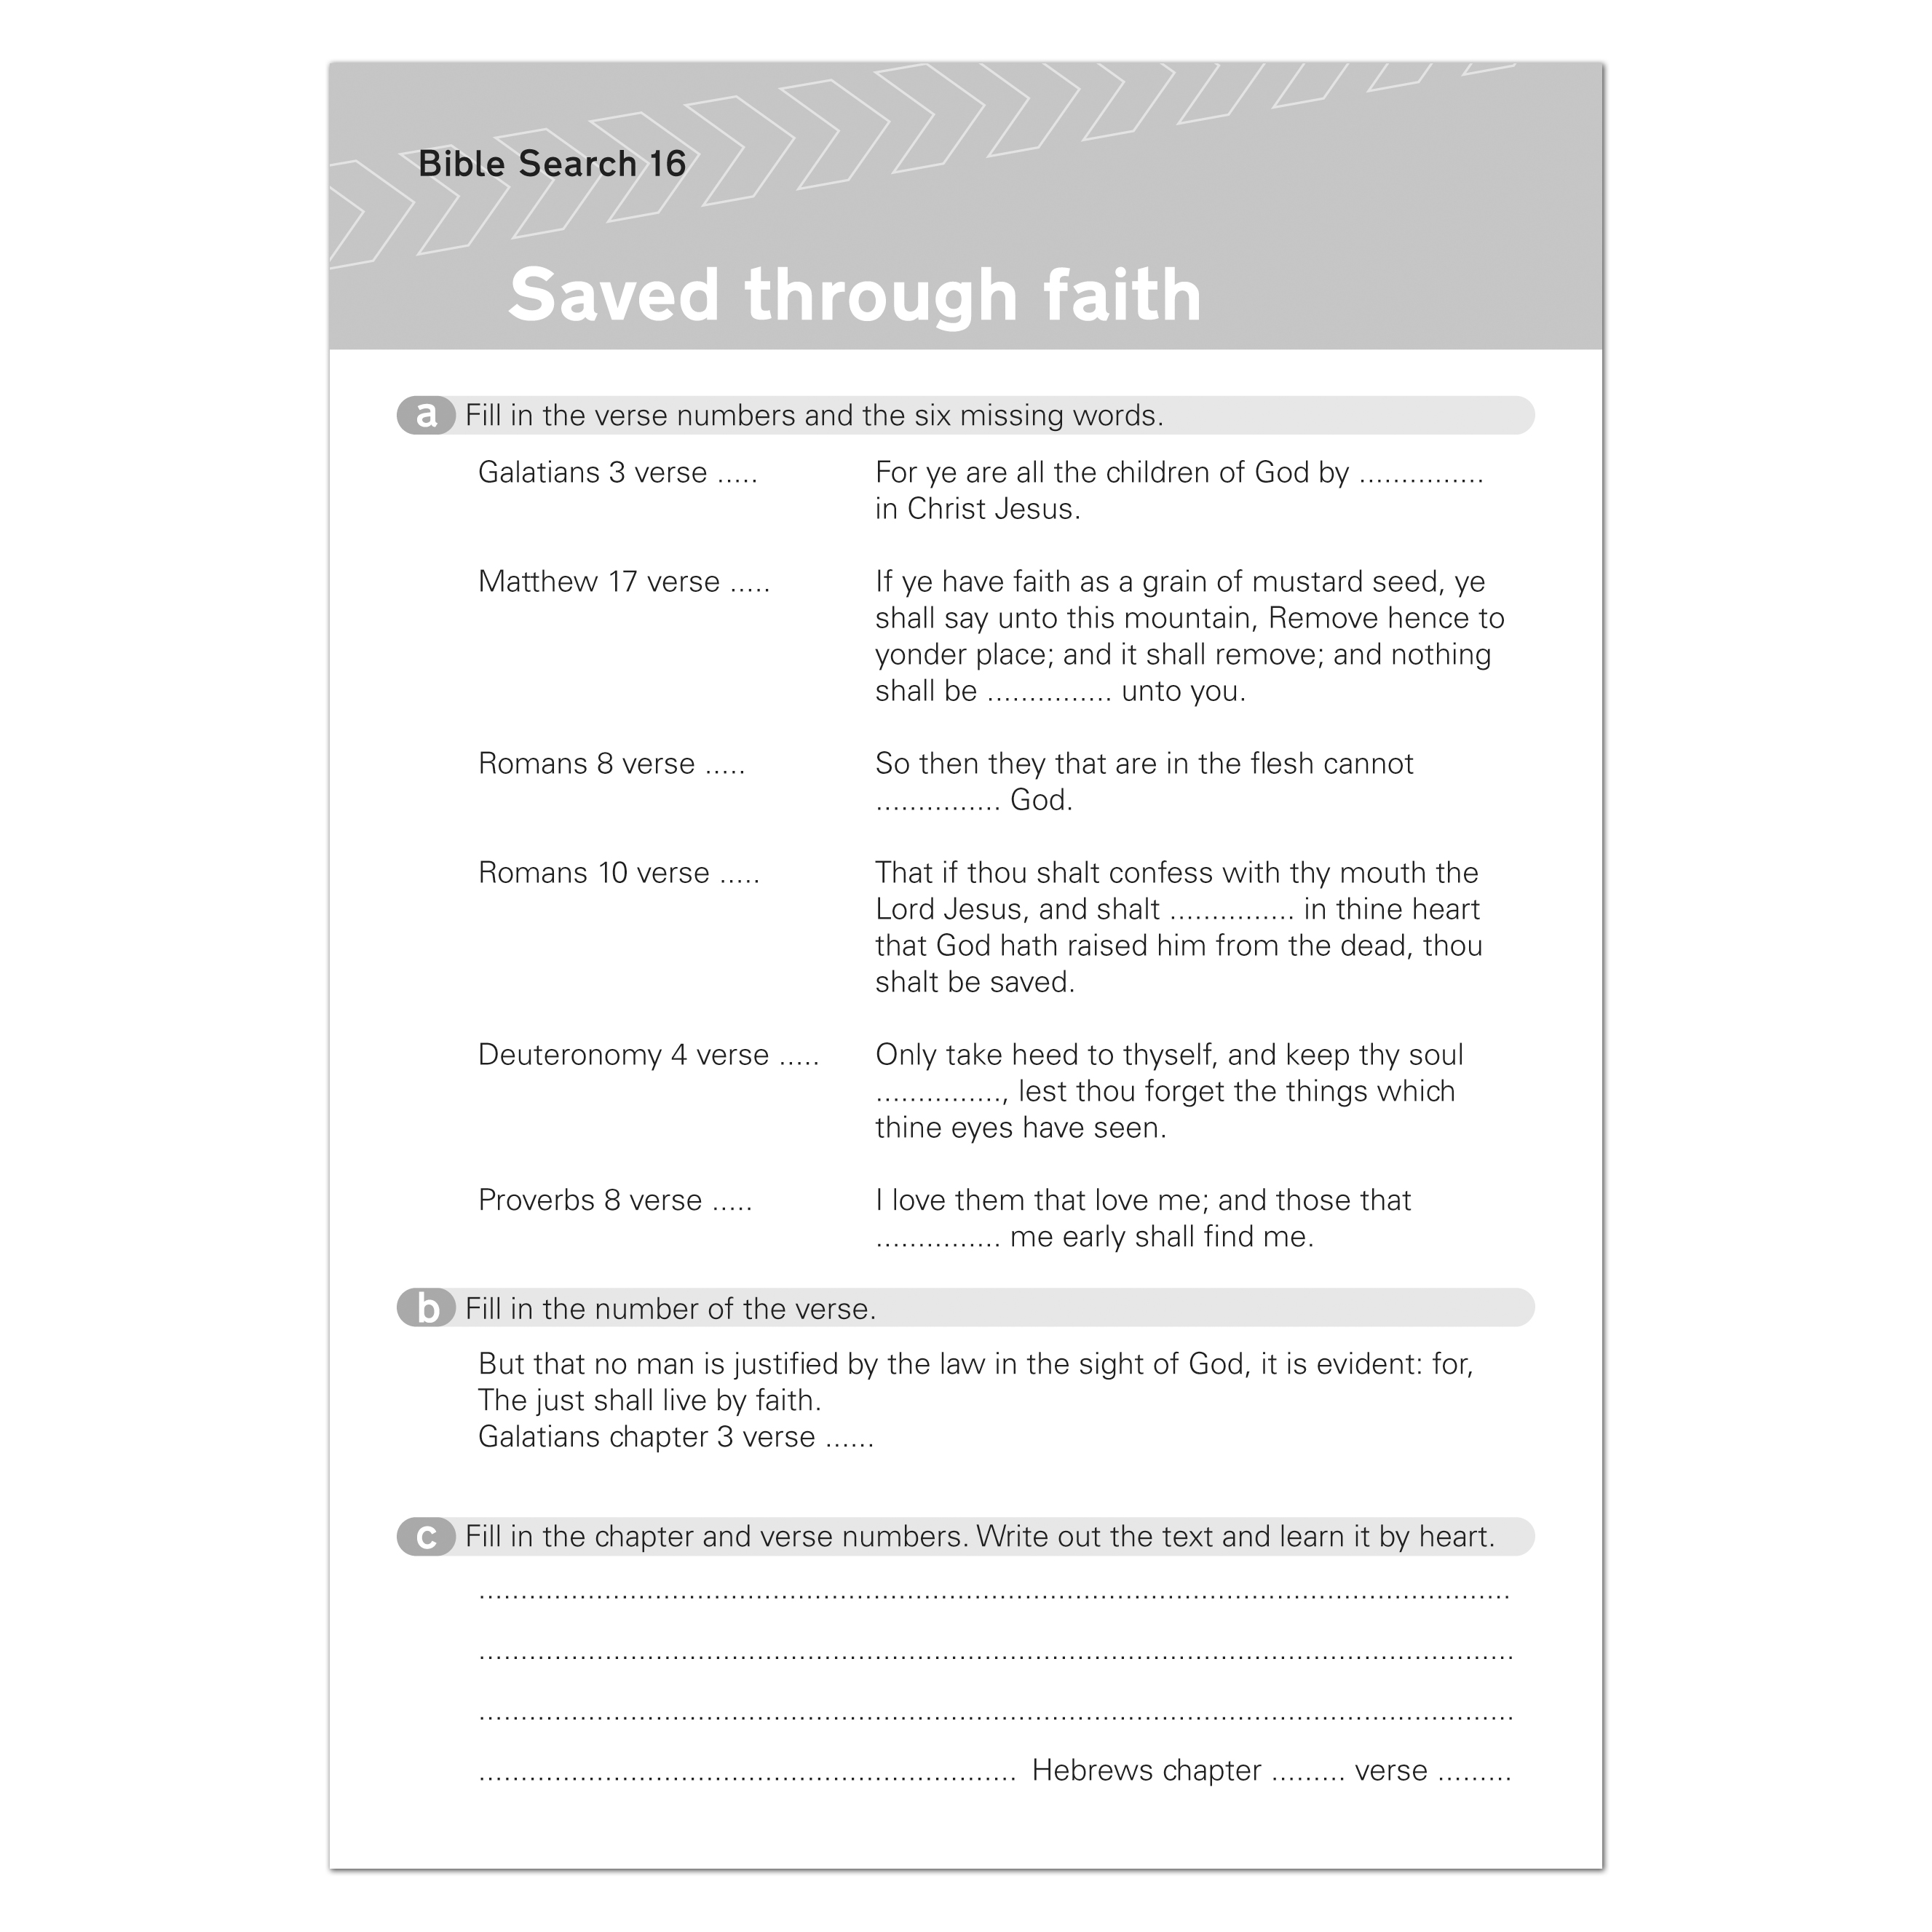 Bible Search 16
Saved through faith
a Fill in the verse numbers and the six missing words.
Galatians 3 verse ..... For ye are all the children of God by ...............
in Christ Jesus.
Matthew 17 verse ..... If ye have faith as a grain of mustard seed, ye
shall say unto this mountain, Remove hence to
yonder place; and it shall remove; and nothing
shall be ............... unto you.
Romans 8 verse ..... So then they that are in the flesh cannot
............... God.
Romans 10 verse ..... That if thou shalt confess with thy mouth the
Lord Jesus, and shalt ............... in thine heart
that God hath raised him from the dead, thou
shalt be saved.
Deuteronomy 4 verse ..... Only take heed to thyself, and keep thy soul
..............., lest thou forget the things which
thine eyes have seen.
Proverbs 8 verse ..... I love them that love me; and those that
............... me early shall find me.
b Fill in the number of the verse.
But that no man is justified by the law in the sight of God, it is evident: for,
The just shall live by faith.
Galatians chapter 3 verse ......
c Fill in the chapter and verse numbers. Write out the text and learn it by heart.
............................................................................................................................
............................................................................................................................
............................................................................................................................
................................................................ Hebrews chapter ......... verse .........